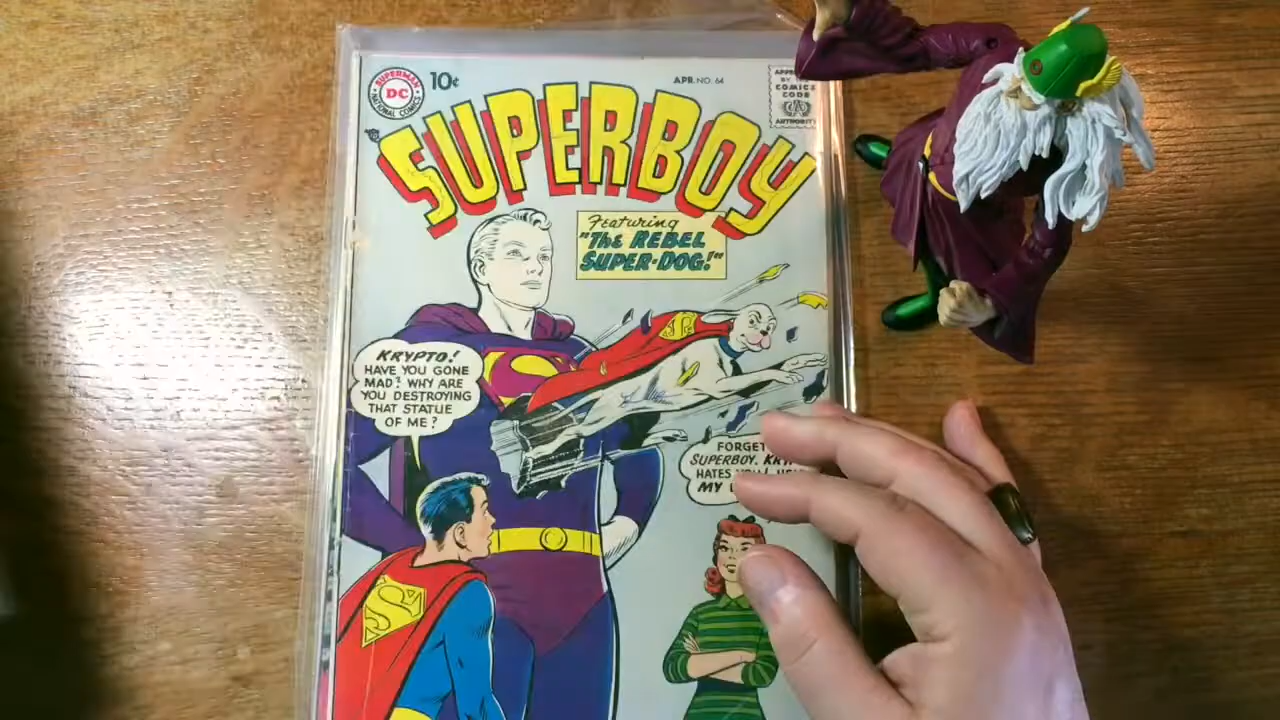 SUPERMAN
DC
NATIONAL COMICS
10¢
APR. NO. 64
APPROVED
BY THE
COMICS
CODE
AUTHORITY
SUPERBOY
Featuring
"The REBEL
SUPER-DOG!"
KRYPTO!
HAVE YOU GONE
MAD? WHY ARE
YOU DESTROYING
THAT STATUE
OF ME?
FORGET
SUPERBOY.
HATES
MY